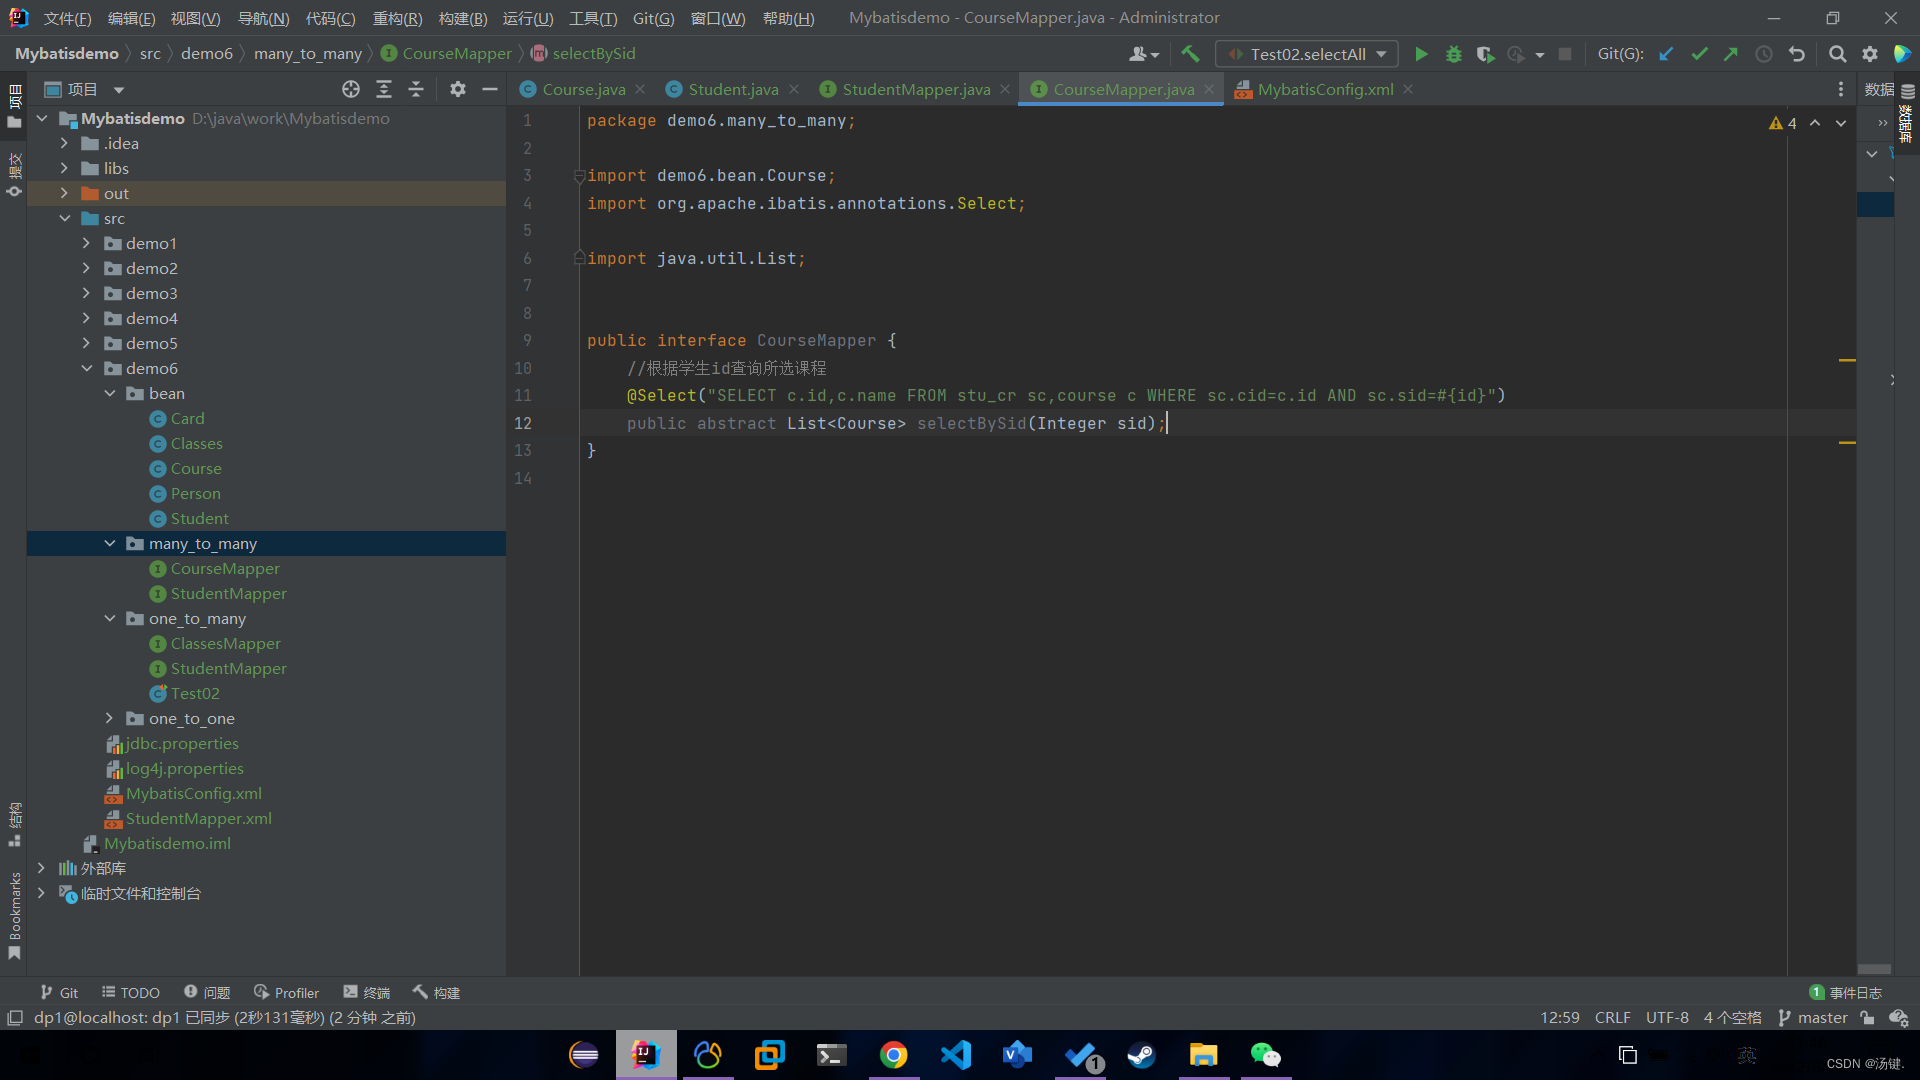 文件(F) 编辑(E) 视图(V) 导航(N) 代码(C) 重构(R) 构建(B) 运行(U) 工具(T) Git(G) 窗口(W) 帮助(H) Mybatisdemo - CourseMapper.java - Administrator
Mybatisdemo src demo6 many_to_many CourseMapper selectBySid Test02.selectAll Git(G):
项目 Course.java Student.java StudentMapper.java CourseMapper.java MybatisConfig.xml 数据
项目
提交
结构
Bookmarks
Mybatisdemo D:\java\work\Mybatisdemo
.idea
libs
out
src
demo1
demo2
demo3
demo4
demo5
demo6
bean
Card
Classes
Course
Person
Student
many_to_many
CourseMapper
StudentMapper
one_to_many
ClassesMapper
StudentMapper
Test02
one_to_one
jdbc.properties
log4j.properties
MybatisConfig.xml
StudentMapper.xml
Mybatisdemo.iml
外部库
临时文件和控制台
1 package demo6.many_to_many;
2
3 import demo6.bean.Course;
4 import org.apache.ibatis.annotations.Select;
5
6 import java.util.List;
7
8
9 public interface CourseMapper {
10 //根据学生id查询所选课程
11 @Select("SELECT c.id,c.name FROM stu_cr sc,course c WHERE sc.cid=c.id AND sc.sid=#{id}")
12 public abstract List<Course> selectBySid(Integer sid);
13 }
14
4
数据库
Git TODO 问题 Profiler 终端 构建 1 事件日志
dp1@localhost: dp1 已同步 (2秒131毫秒) (2 分钟 之前) 12:59 CRLF UTF-8 4 个空格 master
1
英
CSDN @汤键.